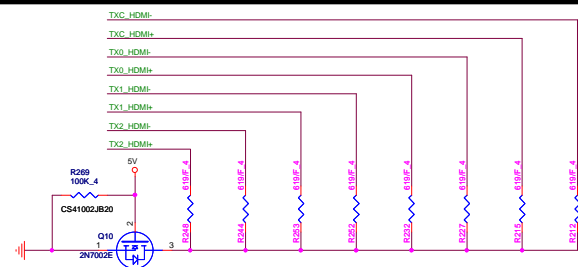 TXC_HDMI-
TXC_HDMI+
TX0_HDMI-
TX0_HDMI+
TX1_HDMI-
TX1_HDMI+
TX2_HDMI-
TX2_HDMI+
5V
R269
100K_4
CS41002JB20
Q10
2N7002E
1
2
3
619/F_4
R248
619/F_4
R244
619/F_4
R253
619/F_4
R252
619/F_4
R232
619/F_4
R227
619/F_4
R215
619/F_4
R212